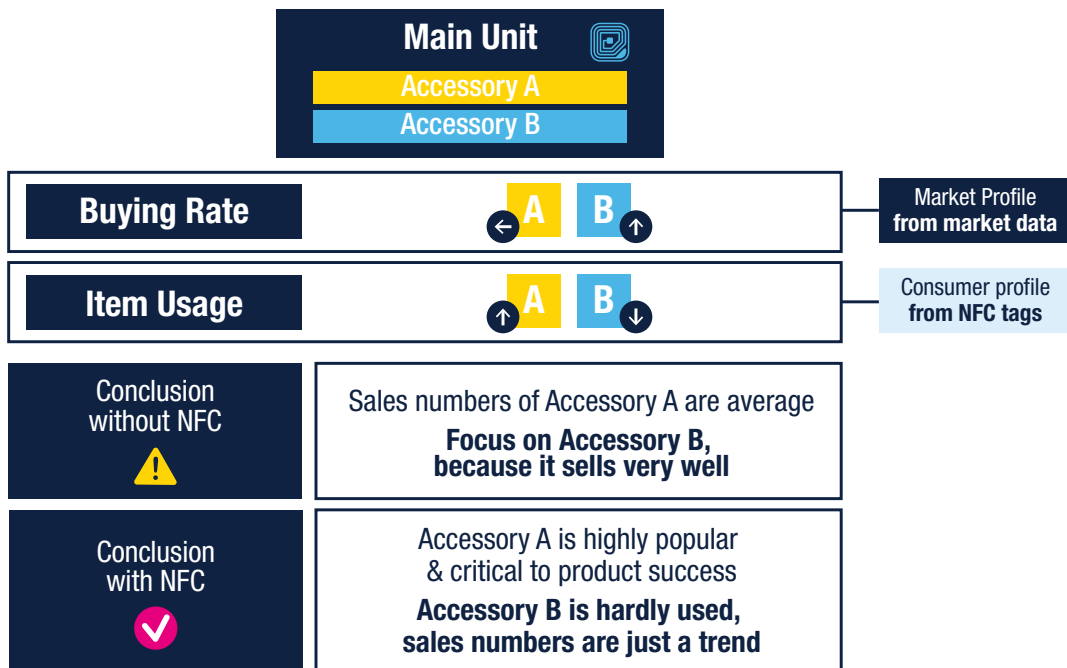 Main Unit
Accessory A
Accessory B
Buying Rate
A
B
Market Profile
from market data
Item Usage
A
B
Consumer profile
from NFC tags
Conclusion
without NFC
Sales numbers of Accessory A are average
Focus on Accessory B,
because it sells very well
Conclusion
with NFC
Accessory A is highly popular
& critical to product success
Accessory B is hardly used,
sales numbers are just a trend